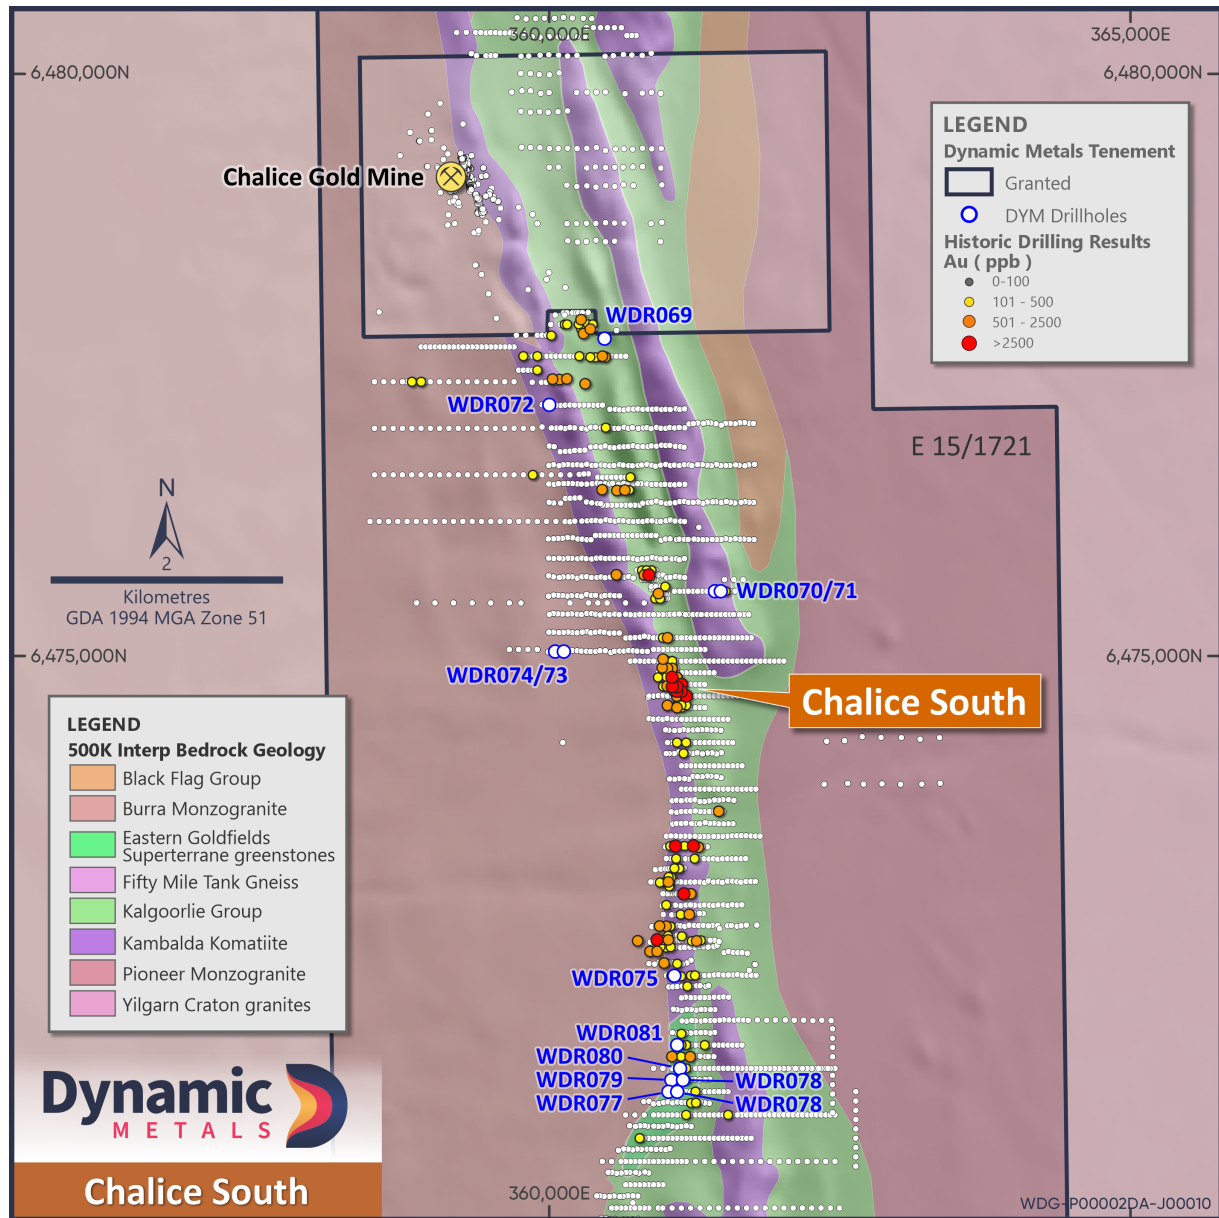 360,000E
365,000E
6,480,000N
6,480,000N
LEGEND
Dynamic Metals Tenement
Granted
DYM Drillholes
Historic Drilling Results
Au ( ppb )
0-100
101 - 500
501 - 2500
>2500
Chalice Gold Mine
WDR069
WDR072
E 15/1721
N
2
Kilometres
GDA 1994 MGA Zone 51
WDR070/71
6,475,000N
6,475,000N
WDR074/73
Chalice South
LEGEND
500K Interp Bedrock Geology
Black Flag Group
Burra Monzogranite
Eastern Goldfields
Superterrane greenstones
Fifty Mile Tank Gneiss
Kalgoorlie Group
Kambalda Komatiite
Pioneer Monzogranite
Yilgarn Craton granites
WDR075
WDR081
WDR080
WDR079
WDR078
WDR077
WDR078
Dynamic
METALS
Chalice South
360,000E
WDG-P00002DA-J00010